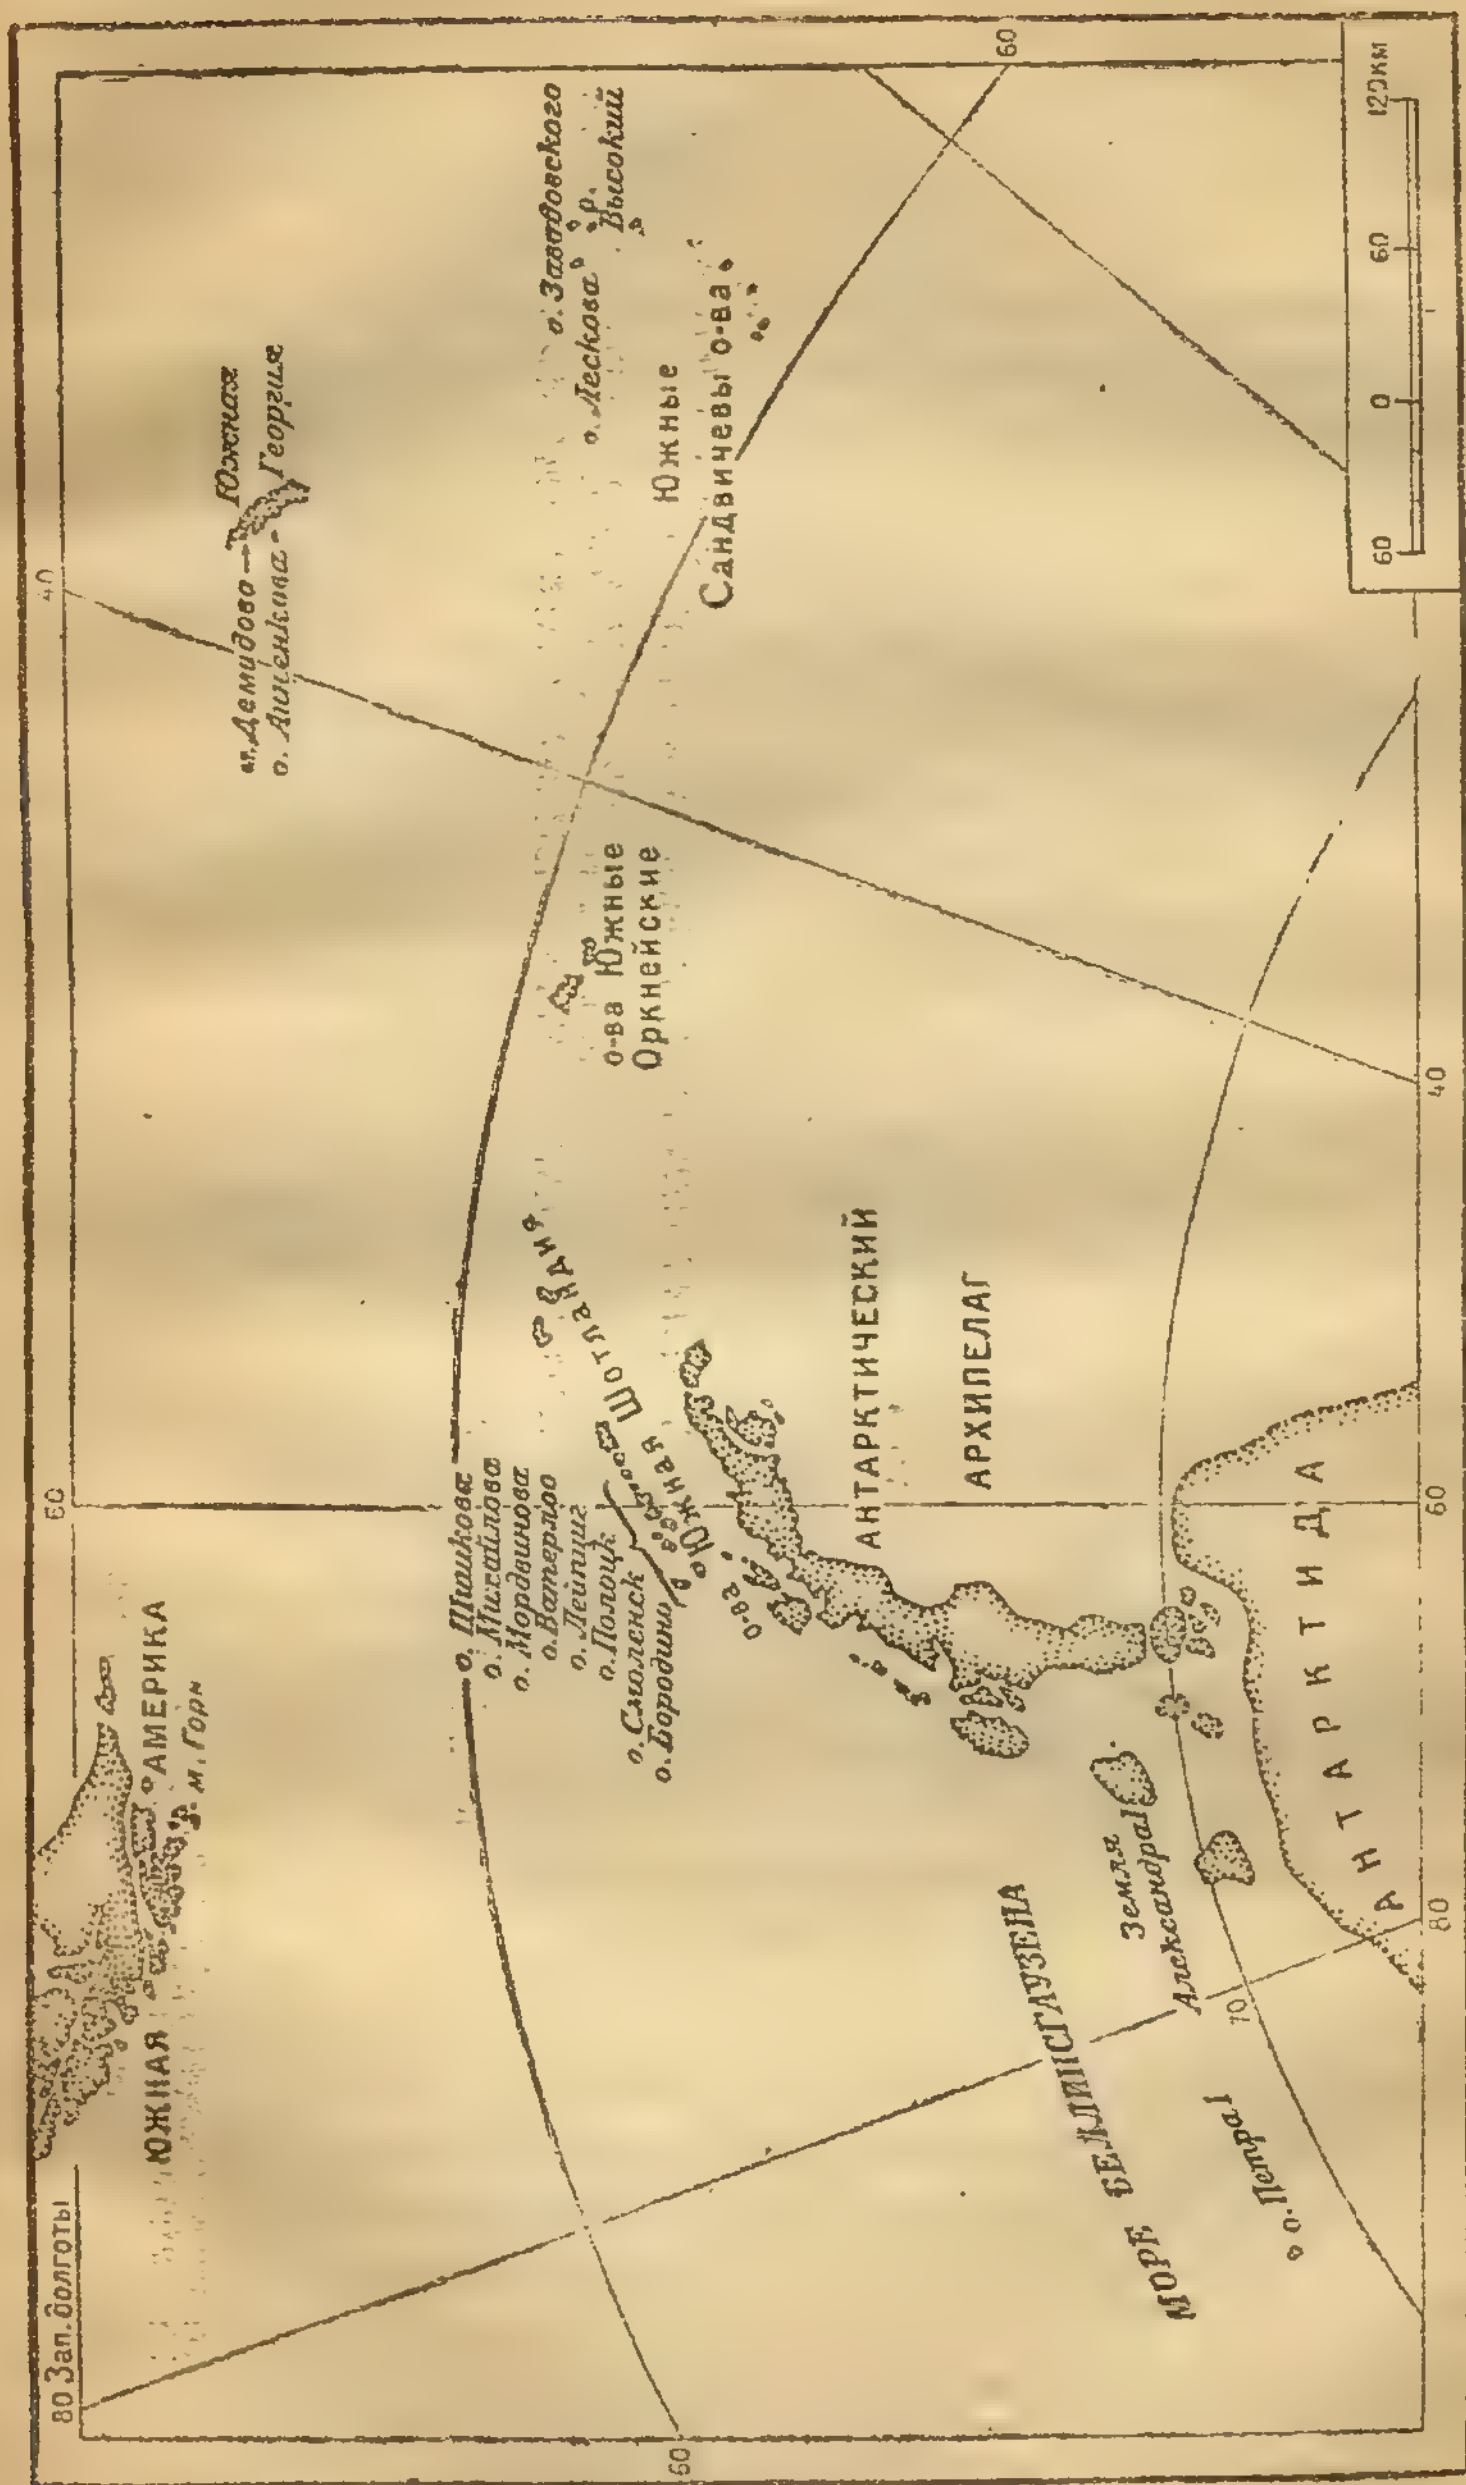 80 Зап. долготы
60
40
ЮЖНАЯ АМЕРИКА
м. Горн
Южная
Георгия
ат. Демидова
о. Анненкова
о. Завадовского
о. Лескова
о. Высокий
Южные
Сандвичевы о-ва
60
о-ва Южные
Оркнейские
о. Шишкова
о. Михайлова
о. Мордвинова
о. Ватерлоо
о. Лейпциг
о. Полоцк
о. Смоленск
о. Бородино
о-ва Южная Шотландия
АНТАРКТИЧЕСКИЙ
АРХИПЕЛАГ
60
МОРЕ БЕЛЛИНСГАУЗЕНА
Земля
Александра I
о. Петра I
70
АНТАРКТИДА
80
60
40
60 0 60 120км